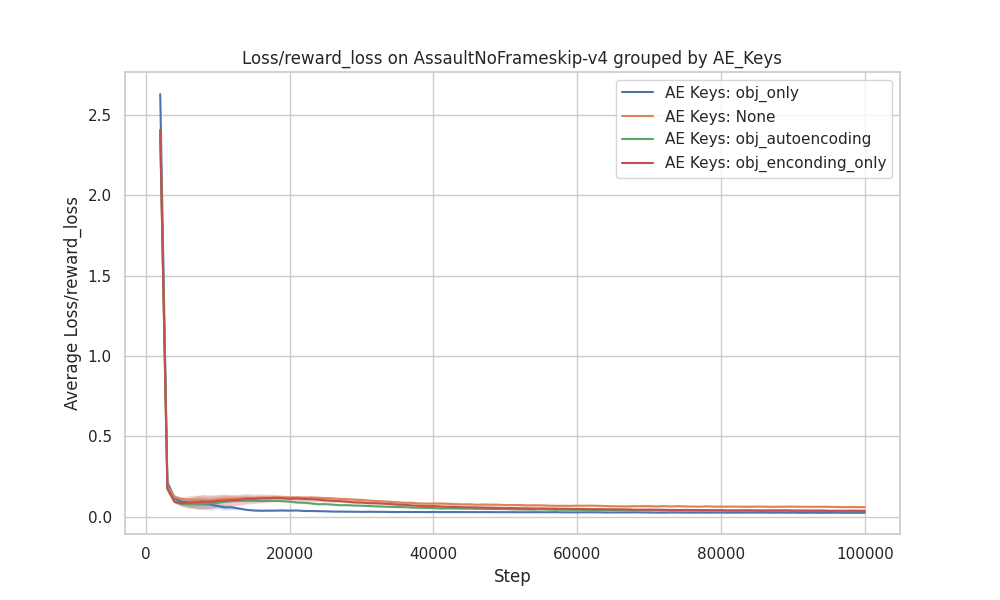 Loss/reward_loss on AssaultNoFrameskip-v4 grouped by AE_Keys
AE Keys: obj_only
AE Keys: None
AE Keys: obj_autoencoding
AE Keys: obj_enconding_only
Average Loss/reward_loss
2.5
2.0
1.5
1.0
0.5
0.0
0
20000
40000
60000
80000
100000
Step